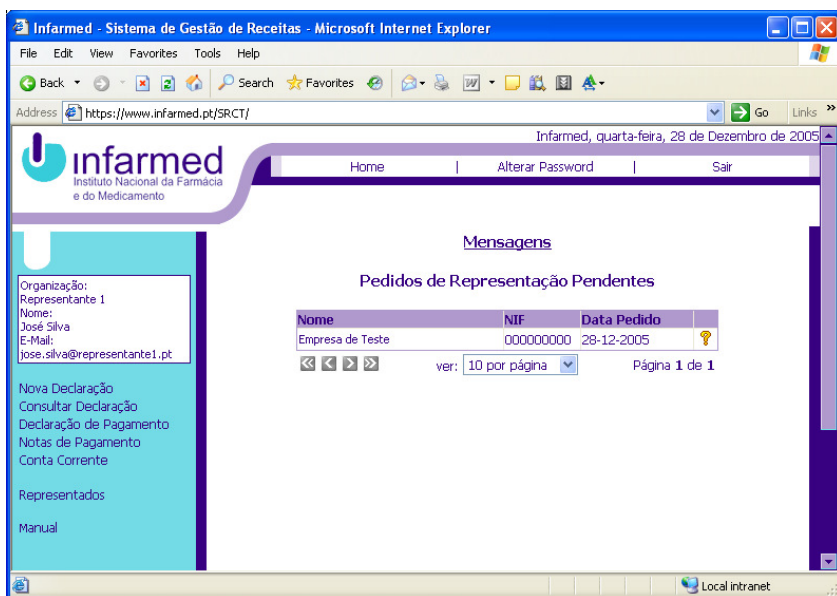 Infarmed - Sistema de Gestão de Receitas - Microsoft Internet Explorer
File Edit View Favorites Tools Help
Back Search Favorites
Address https://www.infarmed.pt/SRCT/ Go Links »
Infarmed, quarta-feira, 28 de Dezembro de 2005
infarmed
Instituto Nacional da Farmácia
e do Medicamento
Home | Alterar Password | Sair
Organização:
Representante 1
Nome:
José Silva
E-Mail:
jose.silva@representante1.pt
Nova Declaração
Consultar Declaração
Declaração de Pagamento
Notas de Pagamento
Conta Corrente
Representados
Manual
Mensagens
Pedidos de Representação Pendentes
Nome NIF Data Pedido
Empresa de Teste 000000000 28-12-2005 ?
ver: 10 por página Página 1 de 1
Local intranet